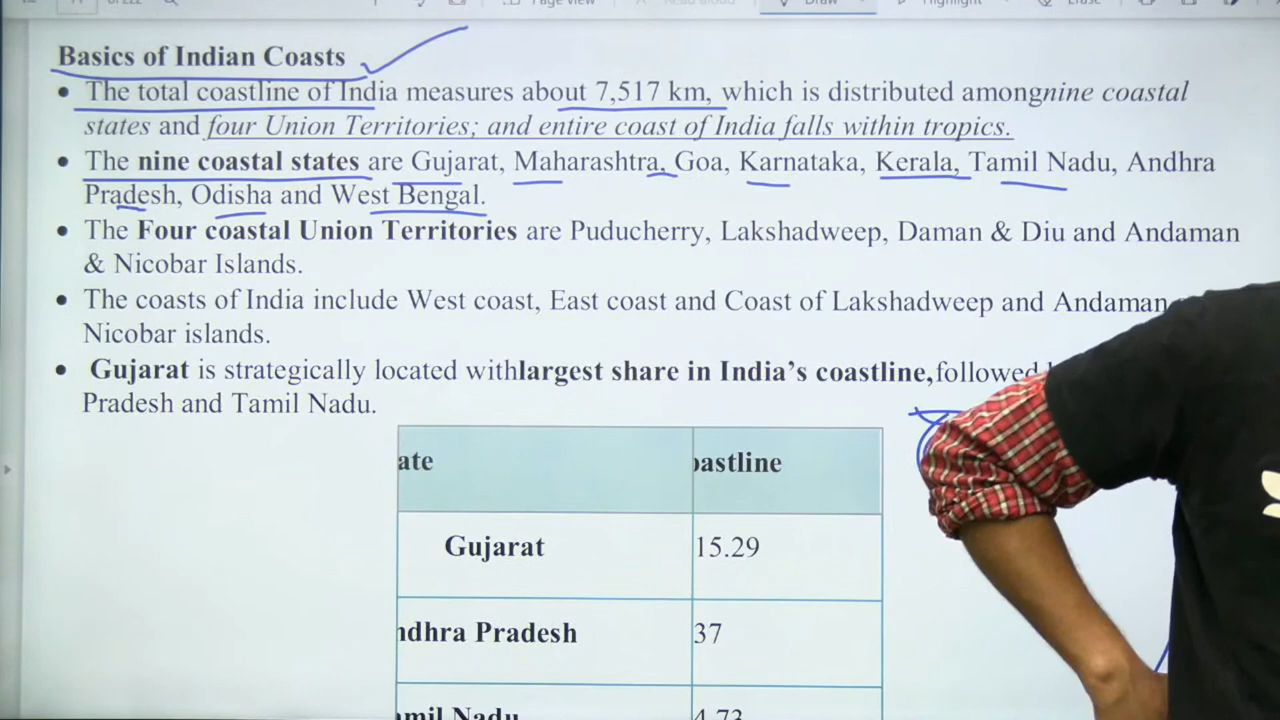 Basics of Indian Coasts
• The total coastline of India measures about 7,517 km, which is distributed amongnine coastal
states and four Union Territories; and entire coast of India falls within tropics.
• The nine coastal states are Gujarat, Maharashtra, Goa, Karnataka, Kerala, Tamil Nadu, Andhra
Pradesh, Odisha and West Bengal.
• The Four coastal Union Territories are Puducherry, Lakshadweep, Daman & Diu and Andaman
& Nicobar Islands.
• The coasts of India include West coast, East coast and Coast of Lakshadweep and Andaman
Nicobar islands.
• Gujarat is strategically located withlargest share in India's coastline,followed
Pradesh and Tamil Nadu.
ate oastline
Gujarat 15.29
ndhra Pradesh 37
amil Nadu 4.73